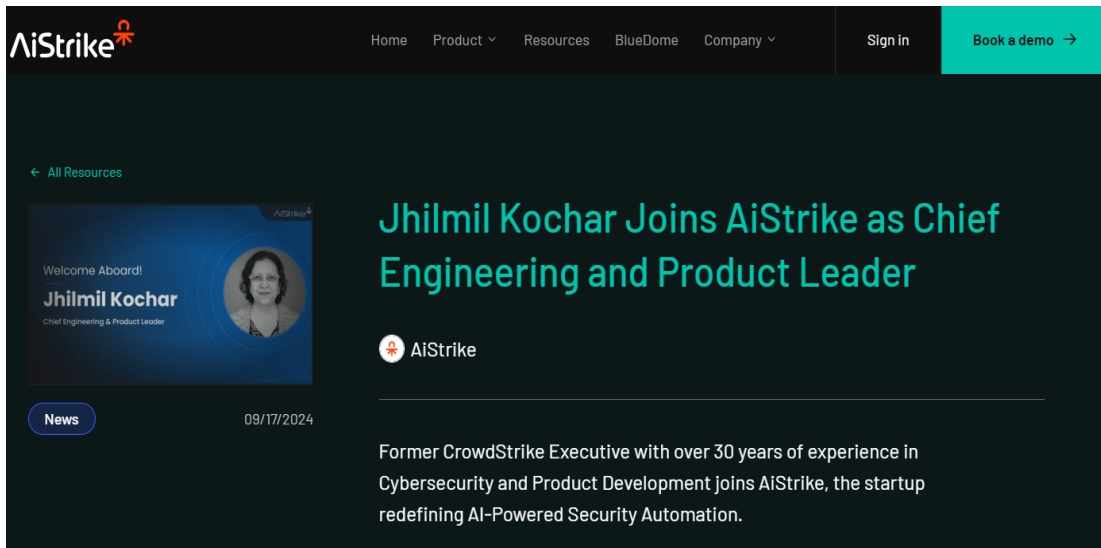 AiStrike
Home Product Resources BlueDome Company Sign in Book a demo →
← All Resources
AiStrike
Welcome Aboard!
Jhilmil Kochar
Chief Engineering & Product Leader
News 09/17/2024
Jhilmil Kochar Joins AiStrike as Chief
Engineering and Product Leader
AiStrike
Former CrowdStrike Executive with over 30 years of experience in
Cybersecurity and Product Development joins AiStrike, the startup
redefining AI-Powered Security Automation.